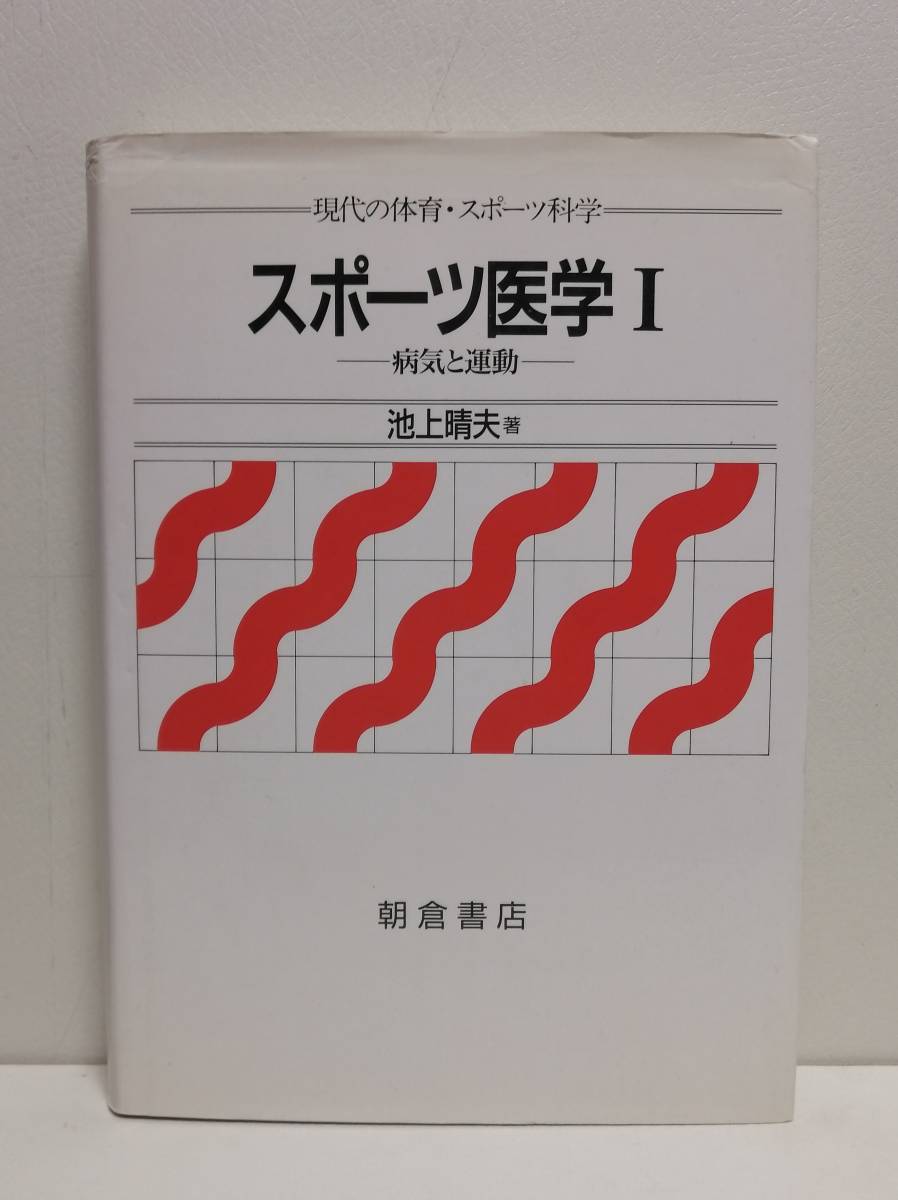 現代の体育・スポーツ科学
スポーツ医学 I
病気と運動
池上晴夫著
朝倉書店